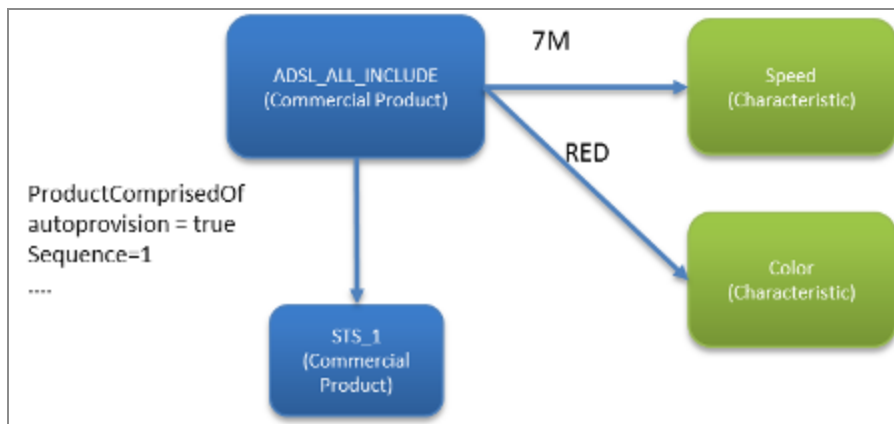 ADSL_ALL_INCLUDE
(Commercial Product)
7M
Speed
(Characteristic)
RED
ProductComprisedOf
autoprovision = true
Sequence=1
....
Color
(Characteristic)
STS_1
(Commercial
Product)